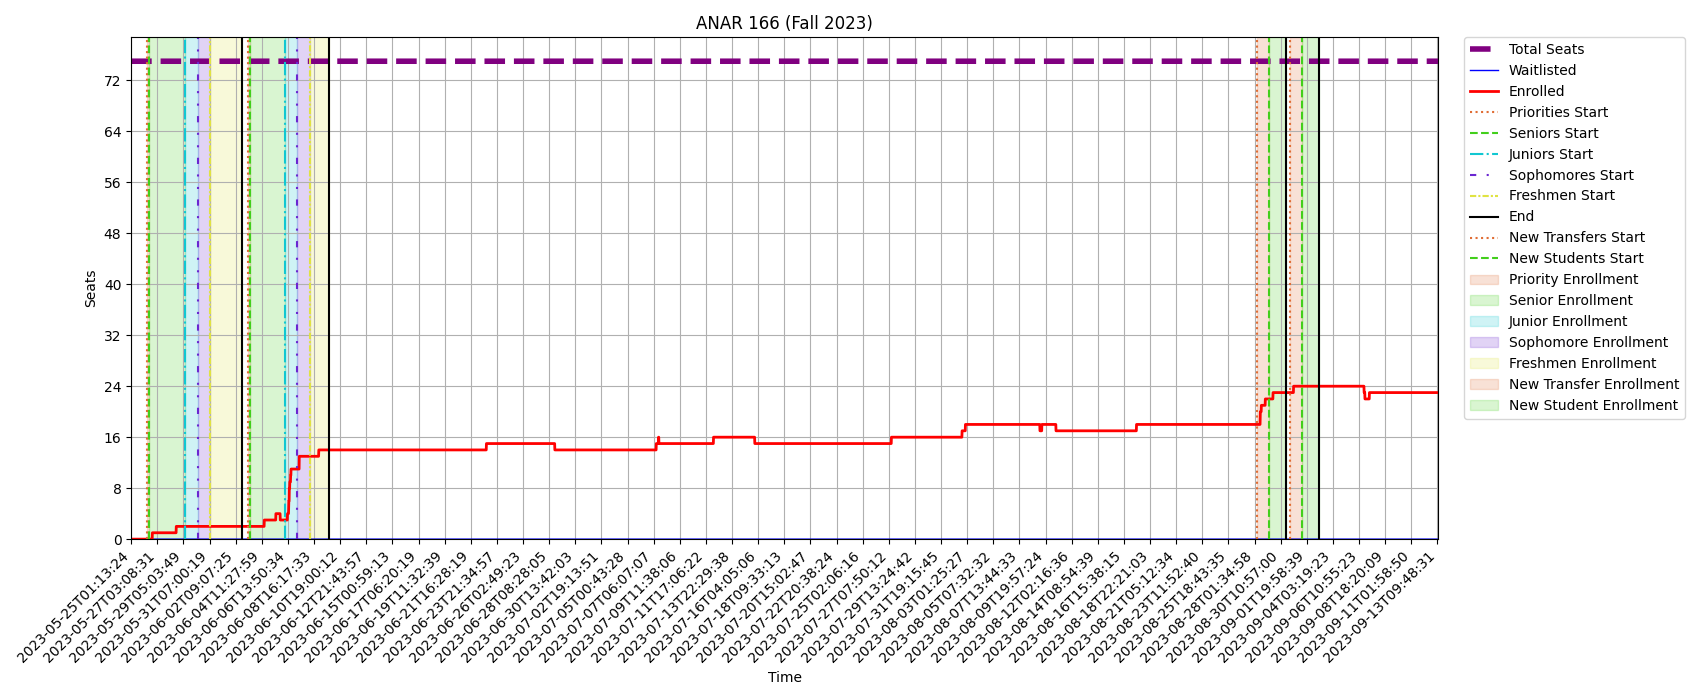 ANAR 166 (Fall 2023)
Seats
72
64
56
48
40
32
24
16
8
0
2023-05-25T01:13:24
2023-05-27T03:08:31
2023-05-29T05:03:49
2023-05-31T07:00:19
2023-06-02T09:07:25
2023-06-04T11:27:59
2023-06-06T13:50:34
2023-06-08T16:17:33
2023-06-10T19:00:12
2023-06-12T21:43:57
2023-06-15T00:59:13
2023-06-17T06:20:19
2023-06-19T11:32:39
2023-06-21T16:28:19
2023-06-23T21:34:57
2023-06-26T02:49:23
2023-06-28T08:28:05
2023-06-30T13:42:03
2023-07-02T19:13:51
2023-07-05T00:43:28
2023-07-07T06:07:07
2023-07-09T11:38:06
2023-07-11T17:06:22
2023-07-13T22:29:38
2023-07-16T04:05:06
2023-07-18T09:33:13
2023-07-20T15:02:47
2023-07-22T20:38:24
2023-07-25T02:06:16
2023-07-27T07:50:12
2023-07-29T13:24:42
2023-07-31T19:15:45
2023-08-03T01:25:27
2023-08-05T07:32:32
2023-08-07T13:44:33
2023-08-09T19:57:24
2023-08-12T02:16:36
2023-08-14T08:54:39
2023-08-16T15:38:15
2023-08-18T22:21:03
2023-08-21T05:12:34
2023-08-23T11:52:40
2023-08-25T18:43:35
2023-08-28T01:34:58
2023-08-30T10:57:00
2023-09-01T19:58:39
2023-09-04T03:19:23
2023-09-06T10:55:23
2023-09-08T18:20:09
2023-09-11T01:58:50
2023-09-13T09:48:31
Time
Total Seats
Waitlisted
Enrolled
Priorities Start
Seniors Start
Juniors Start
Sophomores Start
Freshmen Start
End
New Transfers Start
New Students Start
Priority Enrollment
Senior Enrollment
Junior Enrollment
Sophomore Enrollment
Freshmen Enrollment
New Transfer Enrollment
New Student Enrollment